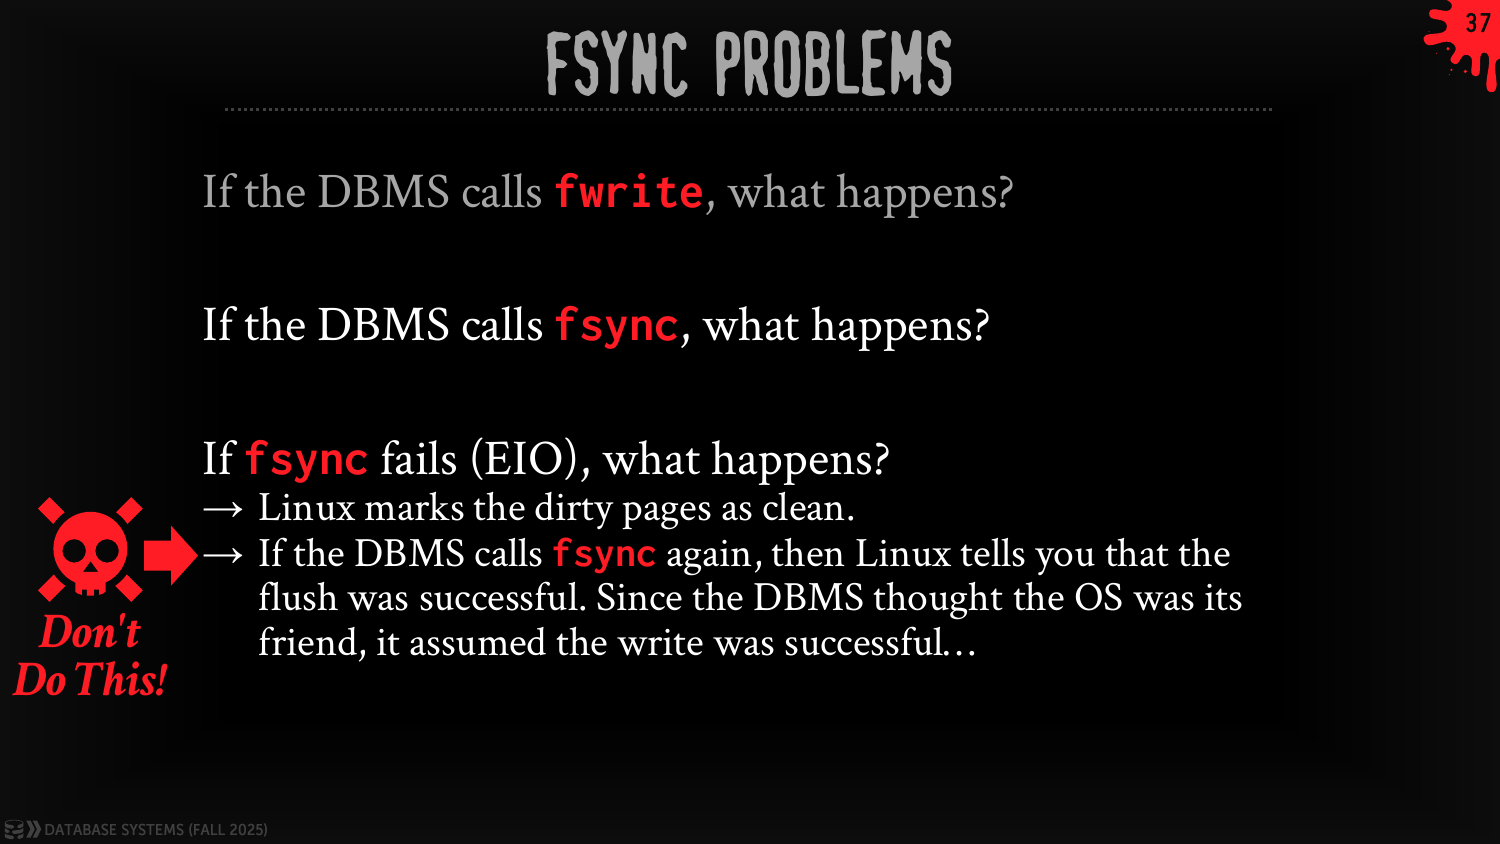 37
FSYNC PROBLEMS
If the DBMS calls fwrite, what happens?
If the DBMS calls fsync, what happens?
If fsync fails (EIO), what happens?
→ Linux marks the dirty pages as clean.
→ If the DBMS calls fsync again, then Linux tells you that the
flush was successful. Since the DBMS thought the OS was its
friend, it assumed the write was successful…
Don't
Do This!
DATABASE SYSTEMS (FALL 2025)